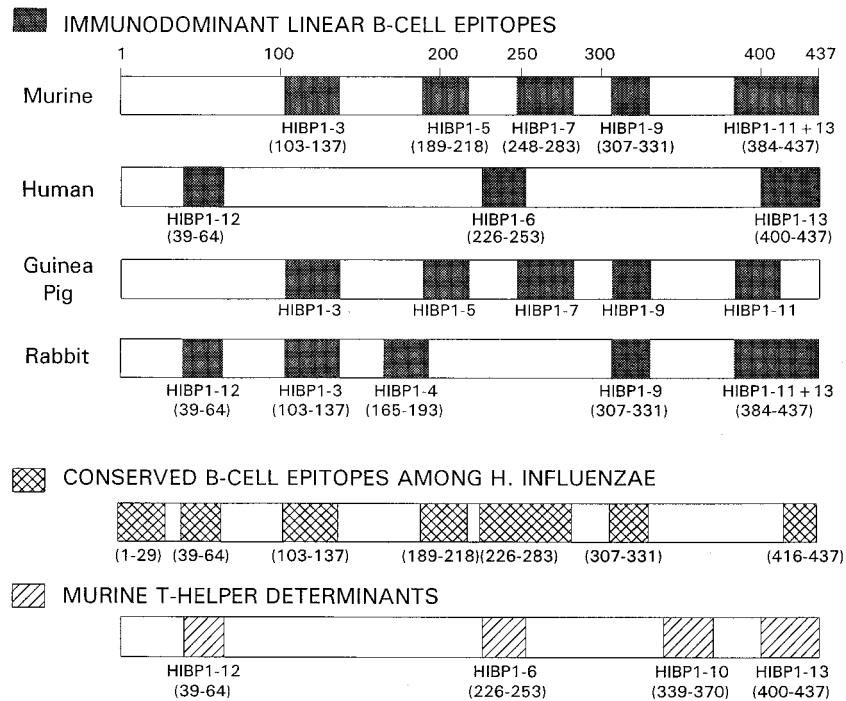 IMMUNODOMINANT LINEAR B-CELL EPITOPES
1 100 200 250 300 400 437
Murine
HIBP1-3 HIBP1-5 HIBP1-7 HIBP1-9 HIBP1-11 + 13
(103-137) (189-218) (248-283) (307-331) (384-437)
Human
HIBP1-12 HIBP1-6 HIBP1-13
(39-64) (226-253) (400-437)
Guinea
Pig
HIBP1-3 HIBP1-5 HIBP1-7 HIBP1-9 HIBP1-11
Rabbit
HIBP1-12 HIBP1-3 HIBP1-4 HIBP1-9 HIBP1-11 + 13
(39-64) (103-137) (165-193) (307-331) (384-437)
CONSERVED B-CELL EPITOPES AMONG H. INFLUENZAE
(1-29) (39-64) (103-137) (189-218) (226-283) (307-331) (416-437)
MURINE T-HELPER DETERMINANTS
HIBP1-12 HIBP1-6 HIBP1-10 HIBP1-13
(39-64) (226-253) (339-370) (400-437)